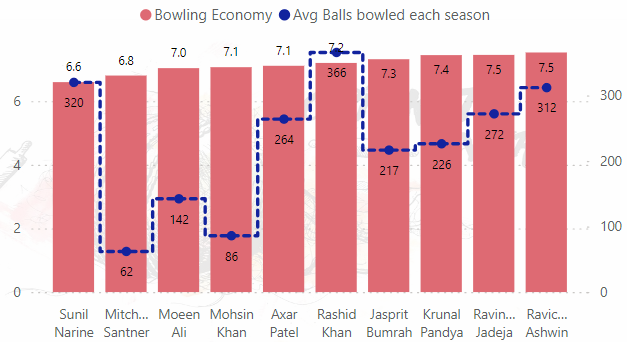 Bowling Economy Avg Balls bowled each season
6.6 6.8 7.0 7.1 7.1 7.2 7.3 7.4 7.5 7.5
320 62 142 86 264 366 217 226 272 312
6
4
2
0
300
200
100
0
Sunil Narine
Mitch... Santner
Moeen Ali
Mohsin Khan
Axar Patel
Rashid Khan
Jasprit Bumrah
Krunal Pandya
Ravin... Jadeja
Ravic... Ashwin